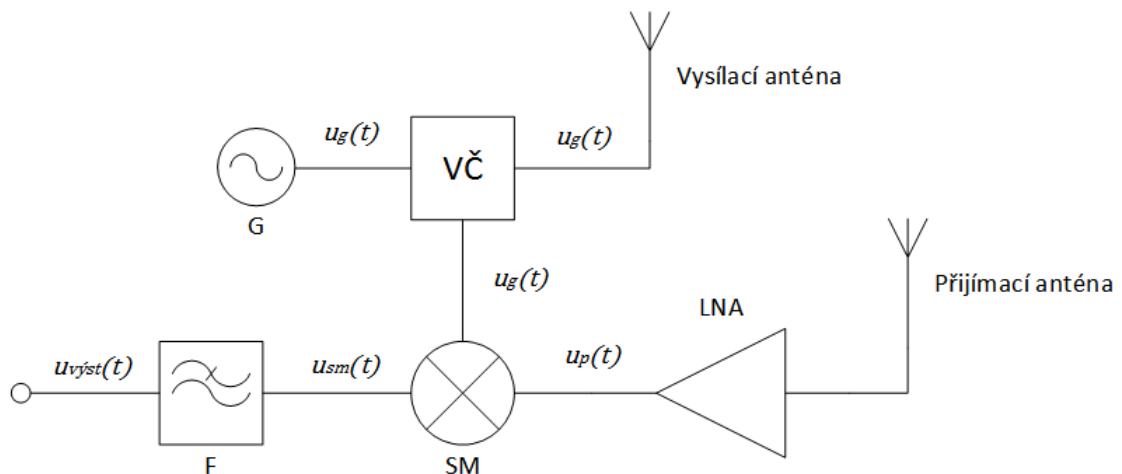 Vysílací anténa
ug(t)
ug(t)
VČ
G
ug(t)
Přijímací anténa
LNA
uvýst(t)
usm(t)
up(t)
F
SM